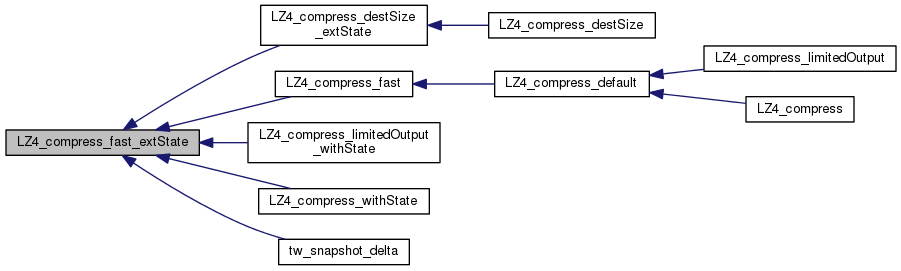 LZ4_compress_destSize
_extState
LZ4_compress_destSize
LZ4_compress_limitedOutput
LZ4_compress_fast
LZ4_compress_default
LZ4_compress
LZ4_compress_fast_extState
LZ4_compress_limitedOutput
_withState
LZ4_compress_withState
tw_snapshot_delta